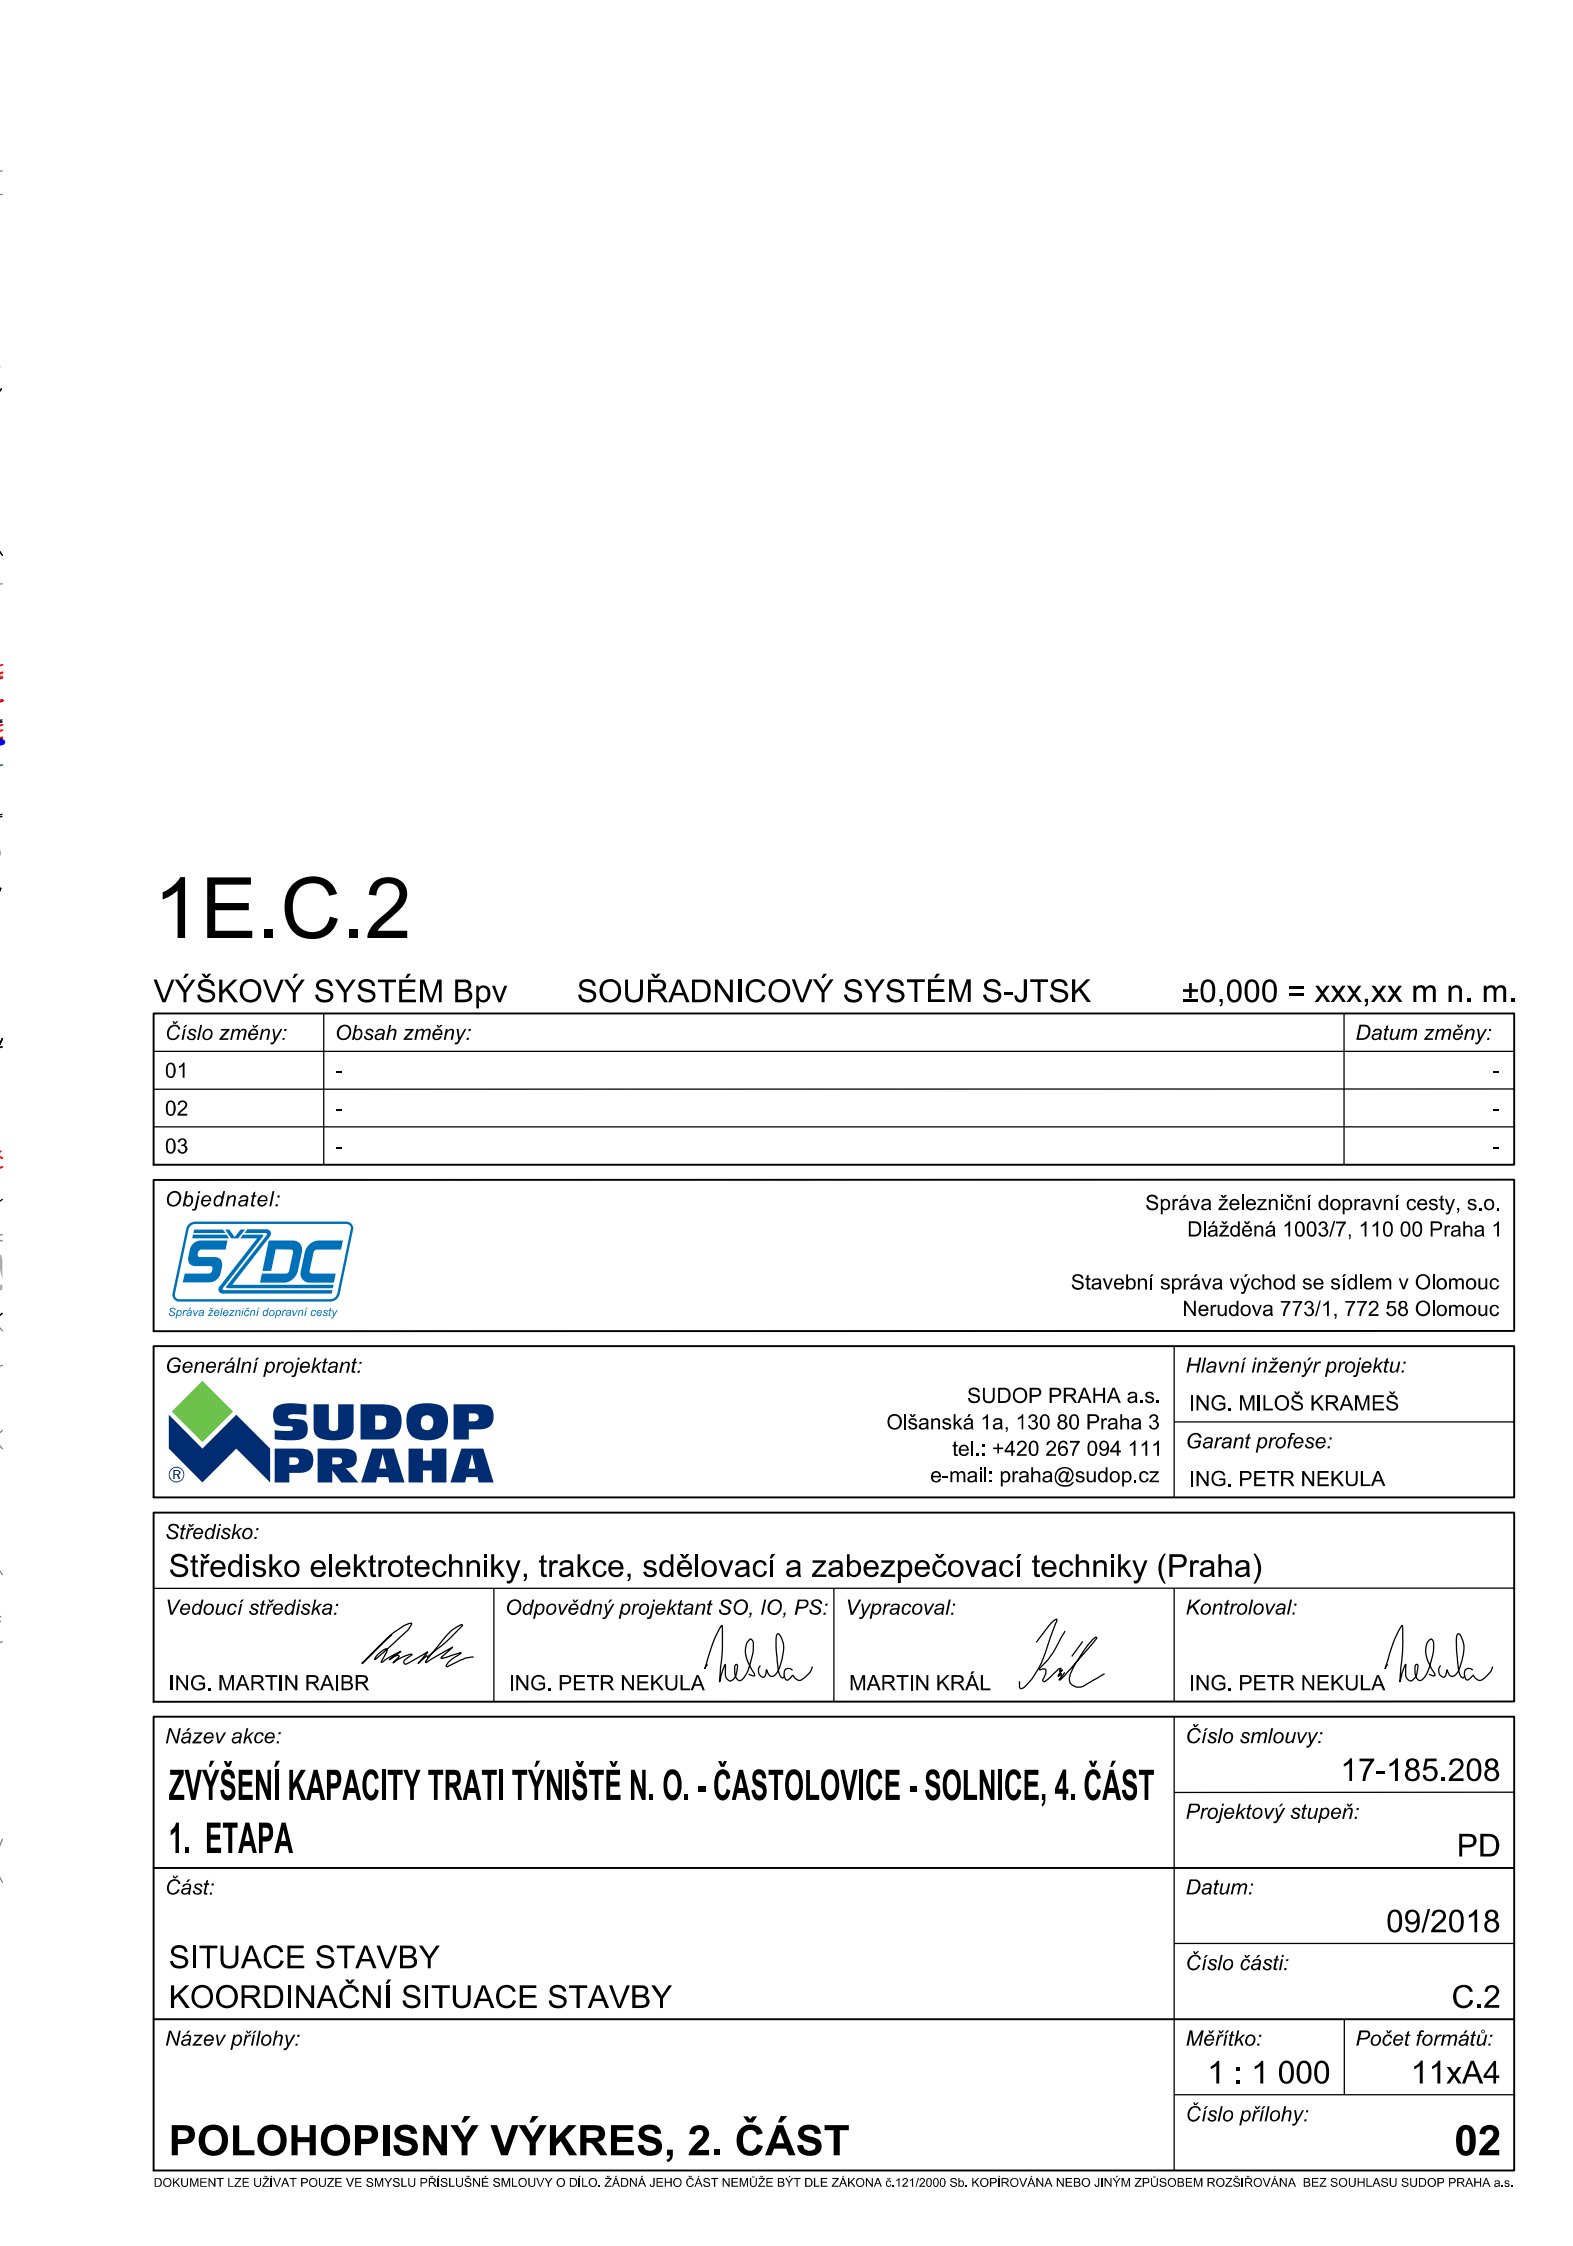 1E.C.2
VÝŠKOVÝ SYSTÉM Bpv SOUŘADNICOVÝ SYSTÉM S-JTSK ±0,000 = xxx,xx m n. m.
Číslo změny: Obsah změny: Datum změny:
01 - -
02 - -
03 - -
Objednatel:
SŽDC
Správa železniční dopravní cesty
Správa železniční dopravní cesty, s.o.
Dlážděná 1003/7, 110 00 Praha 1
Stavební správa východ se sídlem v Olomouc
Nerudova 773/1, 772 58 Olomouc
Generální projektant:
SUDOP
PRAHA
®
SUDOP PRAHA a.s.
Olšanská 1a, 130 80 Praha 3
tel.: +420 267 094 111
e-mail: praha@sudop.cz
Hlavní inženýr projektu:
ING. MILOŠ KRAMEŠ
Garant profese:
ING. PETR NEKULA
Středisko:
Středisko elektrotechniky, trakce, sdělovací a zabezpečovací techniky (Praha)
Vedoucí střediska:
ING. MARTIN RAIBR
Odpovědný projektant SO, IO, PS:
ING. PETR NEKULA Nekula
Vypracoval:
MARTIN KRÁL Král
Kontroloval:
ING. PETR NEKULA Nekula
Název akce:
ZVÝŠENÍ KAPACITY TRATI TÝNIŠTĚ N. O. - ČASTOLOVICE - SOLNICE, 4. ČÁST
1. ETAPA
Číslo smlouvy:
17-185.208
Projektový stupeň:
PD
Část:
SITUACE STAVBY
KOORDINAČNÍ SITUACE STAVBY
Datum:
09/2018
Číslo části:
C.2
Název přílohy:
POLOHOPISNÝ VÝKRES, 2. ČÁST
Měřítko:
1 : 1 000
Počet formátů:
11xA4
Číslo přílohy:
02
DOKUMENT LZE UŽÍVAT POUZE VE SMYSLU PŘÍSLUŠNÉ SMLOUVY O DÍLO. ŽÁDNÁ JEHO ČÁST NEMŮŽE BÝT DLE ZÁKONA č.121/2000 Sb. KOPÍROVÁNA NEBO JINÝM ZPŮSOBEM ROZŠIŘOVÁNA BEZ SOUHLASU SUDOP PRAHA a.s.